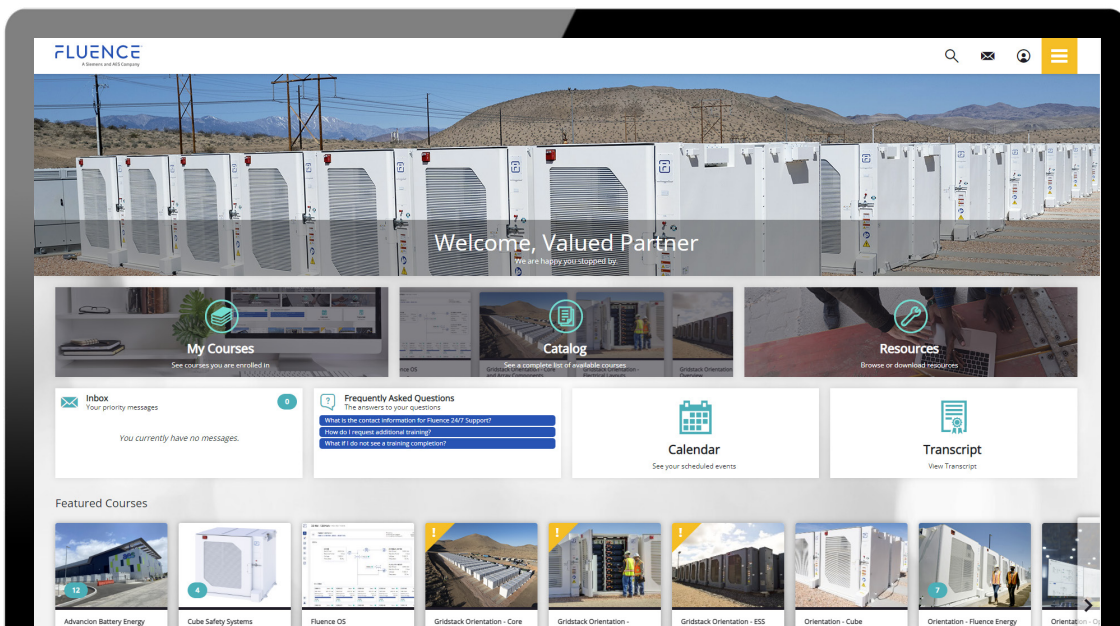 FLUENCE
A Siemens and AES Company
Welcome, Valued Partner
We are happy you stopped by.
My Courses
See courses you are enrolled in
Catalog
See a complete list of available courses
Resources
Browse or download resources
Inbox
Your priority messages
0
You currently have no messages.
Frequently Asked Questions
The answers to your questions
What is the contact information for Fluence 24/7 Support?
How do I request additional training?
What if I do not see a training completion?
Calendar
See your scheduled events
Transcript
View Transcript
Featured Courses
12
4
7
Advancion Battery Energy
Cube Safety Systems
Fluence OS
Gridstack Orientation - Core
Gridstack Orientation -
Gridstack Orientation - ESS
Orientation - Cube
Orientation - Fluence Energy